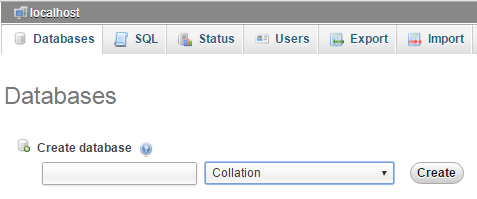 localhost
Databases SQL Status Users Export Import
Databases
Create database
Collation Create